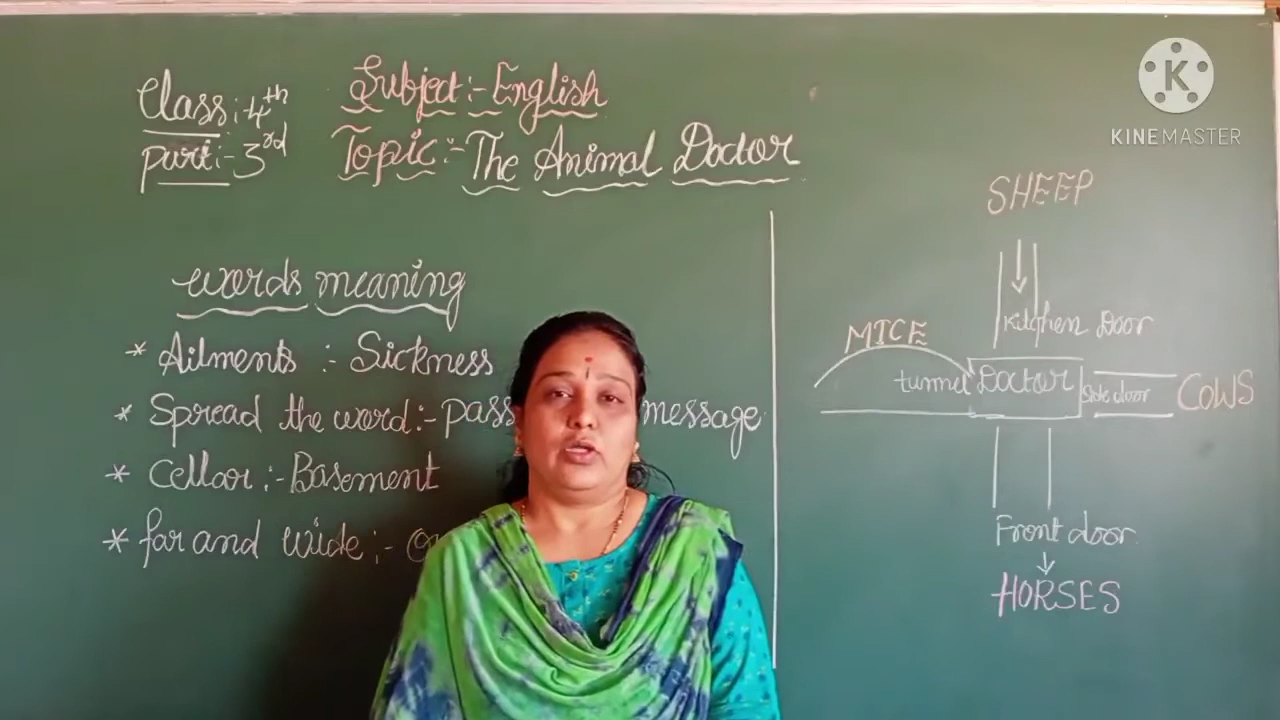 Class:- 4th
Subject:- English
Part:- 3rd
Topic:- The Animal Doctor
words meaning
* Ailments :- Sickness
* Spread the word:- pass message
* Cellar:- Basement
* far and wide:-
KINEMASTER
SHEEP
Kitchen Door
MICE
tunnel Doctor Side door COWS
Front door
HORSES